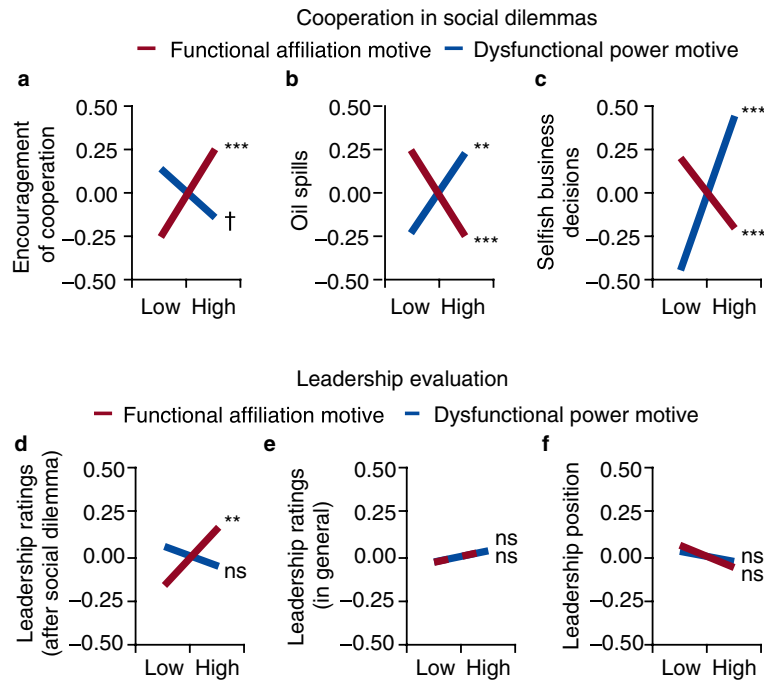 Cooperation in social dilemmas
Functional affiliation motive Dysfunctional power motive
a
Encouragement
of cooperation
0.50
0.25
0.00
–0.25
–0.50
***
†
Low High
b
Oil spills
0.50
0.25
0.00
–0.25
–0.50
**
***
Low High
c
Selfish business
decisions
0.50
0.25
0.00
–0.25
–0.50
***
***
Low High
Leadership evaluation
Functional affiliation motive Dysfunctional power motive
d
Leadership ratings
(after social dilemma)
0.50
0.25
0.00
–0.25
–0.50
**
ns
Low High
e
Leadership ratings
(in general)
0.50
0.25
0.00
–0.25
–0.50
ns
ns
Low High
f
Leadership position
0.50
0.25
0.00
–0.25
–0.50
ns
ns
Low High